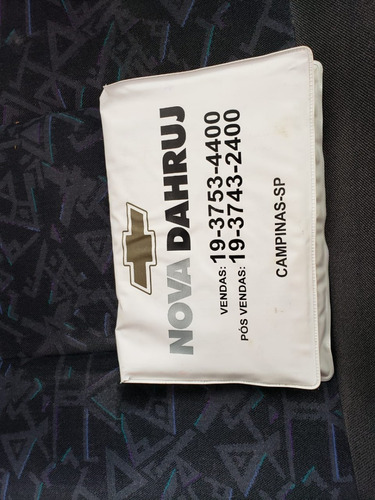 NOVA DAHRUJ
VENDAS: 19-3753-4400
PÓS VENDAS: 19-3743-2400
CAMPINAS-SP